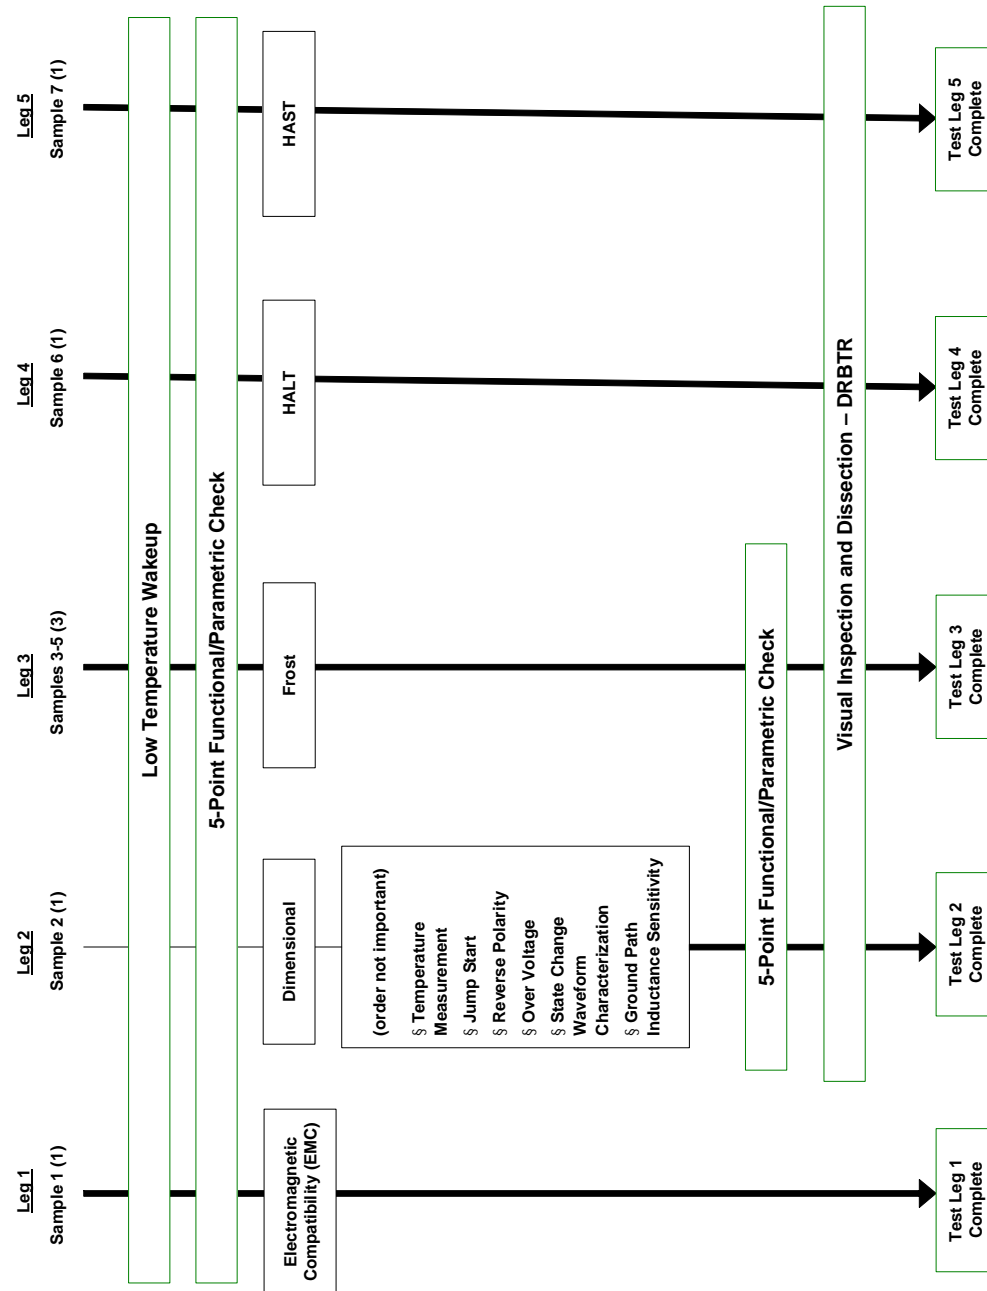 Leg 1
Sample 1 (1)
Leg 2
Sample 2 (1)
Leg 3
Samples 3-5 (3)
Leg 4
Sample 6 (1)
Leg 5
Sample 7 (1)
Low Temperature Wakeup
5-Point Functional/Parametric Check
Electromagnetic
Compatibility (EMC)
Dimensional
Frost
HALT
HAST
(order not important)
§ Temperature
Measurement
§ Jump Start
§ Reverse Polarity
§ Over Voltage
§ State Change
Waveform
Characterization
§ Ground Path
Inductance Sensitivity
5-Point Functional/Parametric Check
Visual Inspection and Dissection – DRBTR
Test Leg 1
Complete
Test Leg 2
Complete
Test Leg 3
Complete
Test Leg 4
Complete
Test Leg 5
Complete